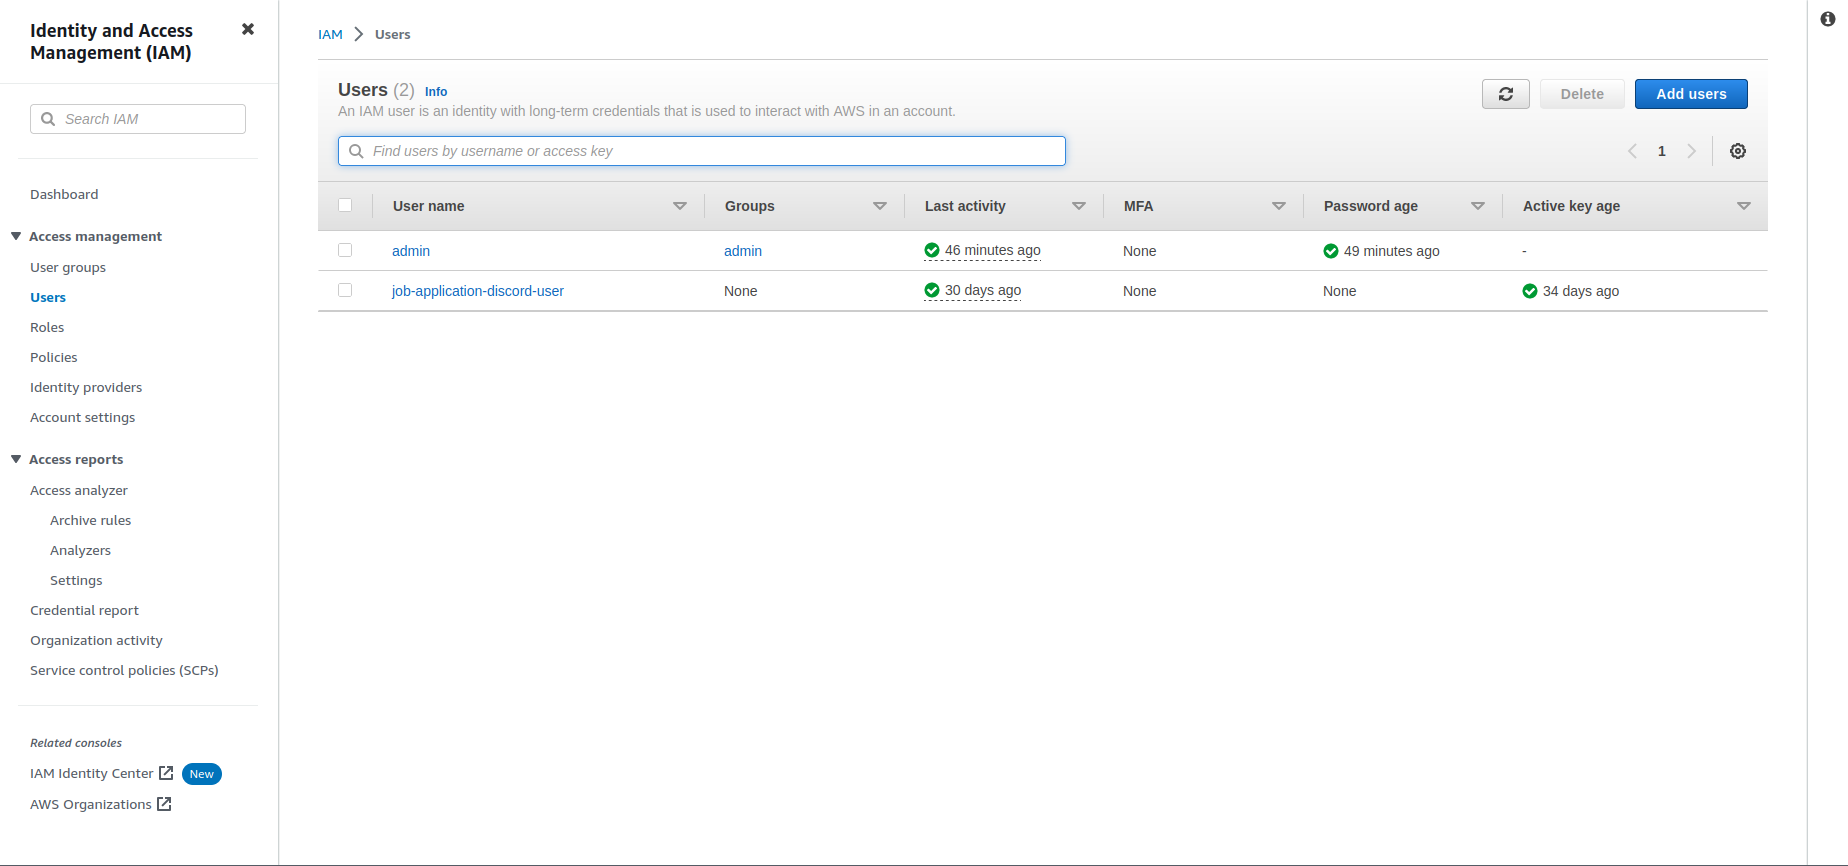 Identity and Access
Management (IAM)
Search IAM
Dashboard
Access management
User groups
Users
Roles
Policies
Identity providers
Account settings
Access reports
Access analyzer
Archive rules
Analyzers
Settings
Credential report
Organization activity
Service control policies (SCPs)
Related consoles
IAM Identity Center New
AWS Organizations
IAM > Users
Users (2) Info
An IAM user is an identity with long-term credentials that is used to interact with AWS in an account.
Delete
Add users
Find users by username or access key
1
User name Groups Last activity MFA Password age Active key age
admin admin 46 minutes ago None 49 minutes ago -
job-application-discord-user None 30 days ago None None 34 days ago